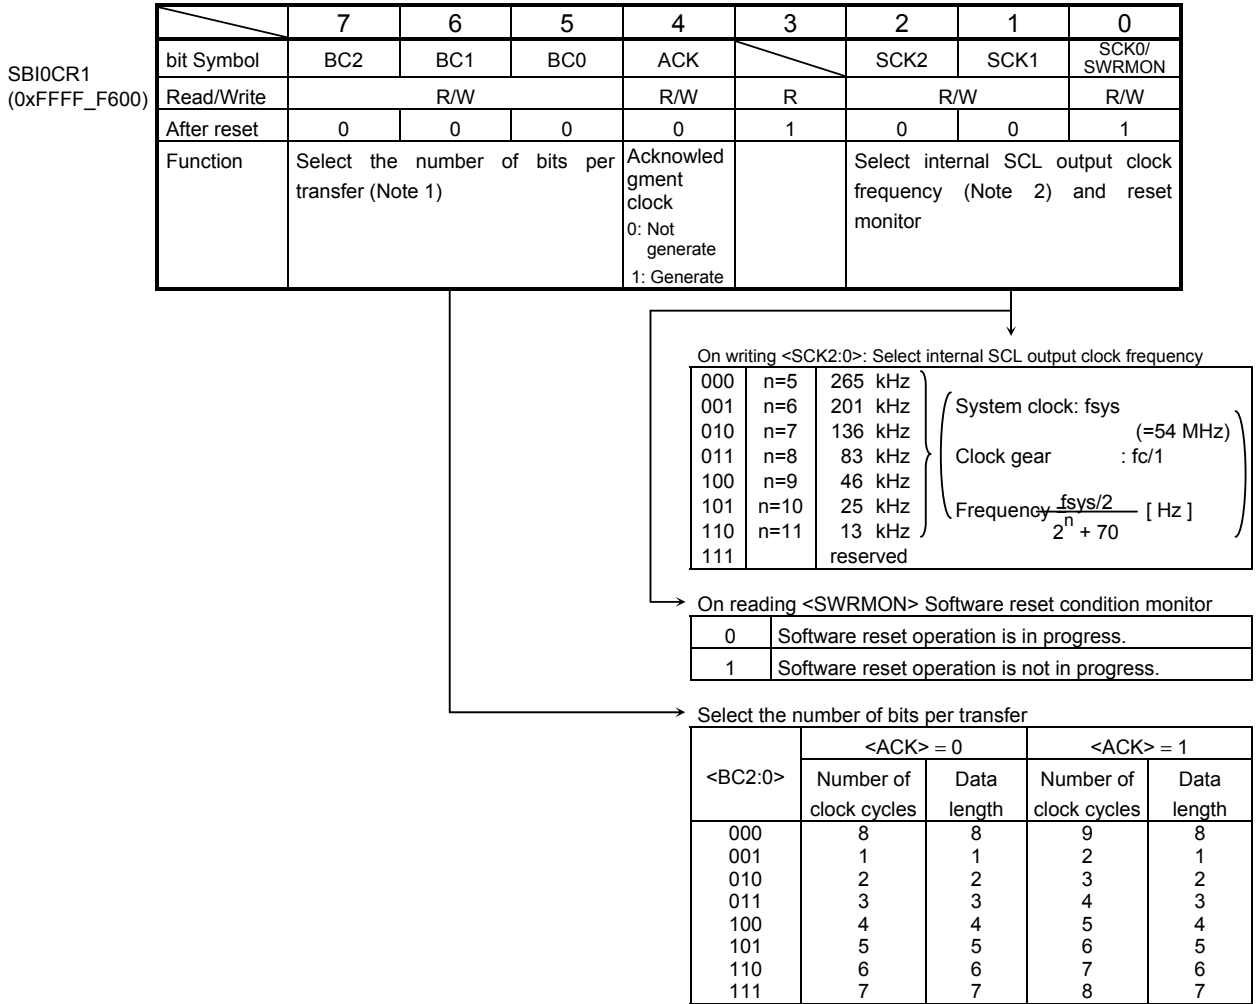 7 6 5 4 3 2 1 0
SBI0CR1
(0xFFFF_F600)
bit Symbol BC2 BC1 BC0 ACK SCK2 SCK1 SCK0/
SWRMON
Read/Write R/W R/W R R/W R/W
After reset 0 0 0 0 1 0 0 1
Function Select the number of bits per
transfer (Note 1)
Acknowled
gment
clock
0: Not
generate
1: Generate
Select internal SCL output clock
frequency (Note 2) and reset
monitor
On writing <SCK2:0>: Select internal SCL output clock frequency
000 n=5 265 kHz
001 n=6 201 kHz
010 n=7 136 kHz
011 n=8 83 kHz
100 n=9 46 kHz
101 n=10 25 kHz
110 n=11 13 kHz
111 reserved
System clock: fsys
(=54 MHz)
Clock gear : fc/1
Frequency = fsys/2 [ Hz ]
2n + 70
On reading <SWRMON> Software reset condition monitor
0 Software reset operation is in progress.
1 Software reset operation is not in progress.
Select the number of bits per transfer
<BC2:0> <ACK> = 0 <ACK> = 1
Number of Data Number of Data
clock cycles length clock cycles length
000 8 8 9 8
001 1 1 2 1
010 2 2 3 2
011 3 3 4 3
100 4 4 5 4
101 5 5 6 5
110 6 6 7 6
111 7 7 8 7